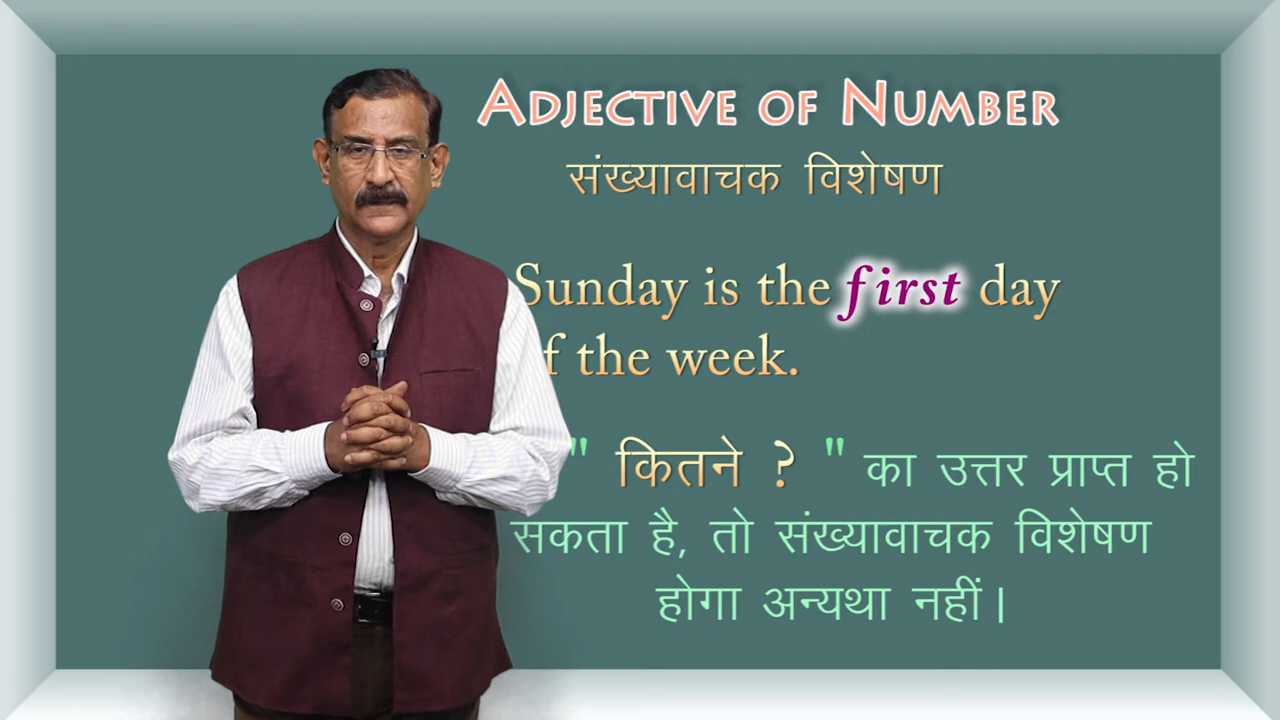 ADJECTIVE OF NUMBER
संख्यावाचक विशेषण
Sunday is the first day
the week.
" कितने ? " का उत्तर प्राप्त हो
सकता है, तो संख्यावाचक विशेषण
होगा अन्यथा नहीं।